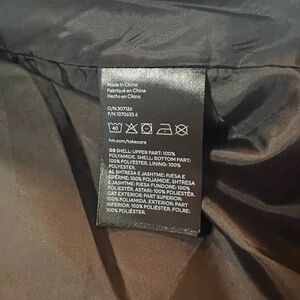 Made in China
Fabriqué en Chine
Hecho en China
O/N 307126
P/N 1070635 6
40
hm.com/takecare
GB SHELL: UPPER PART: 100%
POLYAMIDE. SHELL: BOTTOM PART:
100% POLYESTER. LINING: 100%
POLYESTER.
AL SHTRESA E JASHTME: PJESA E
SIPËRME: 100% POLIAMIDE. SHTRESA
E JASHTME: PJESA FUNDORE: 100%
POLIESTËR. ASTAR: 100% POLIESTËR.
CAT EXTERIOR: PART SUPERIOR: 100%
POLIAMIDA. EXTERIOR: PART
INFERIOR: 100% POLIÈSTER. FOLRE:
100% POLIÈSTER.